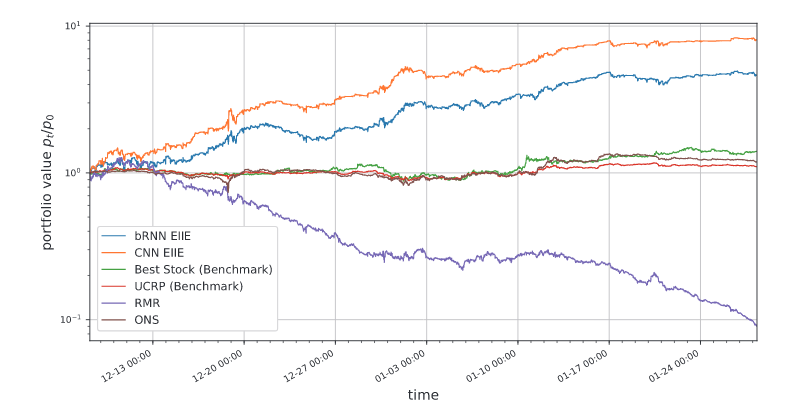 10¹
10⁰
10⁻¹
portfolio value pₜ/p₀
bRNN EIIE
CNN EIIE
Best Stock (Benchmark)
UCRP (Benchmark)
RMR
ONS
12-13 00:00
12-20 00:00
12-27 00:00
01-03 00:00
01-10 00:00
01-17 00:00
01-24 00:00
time